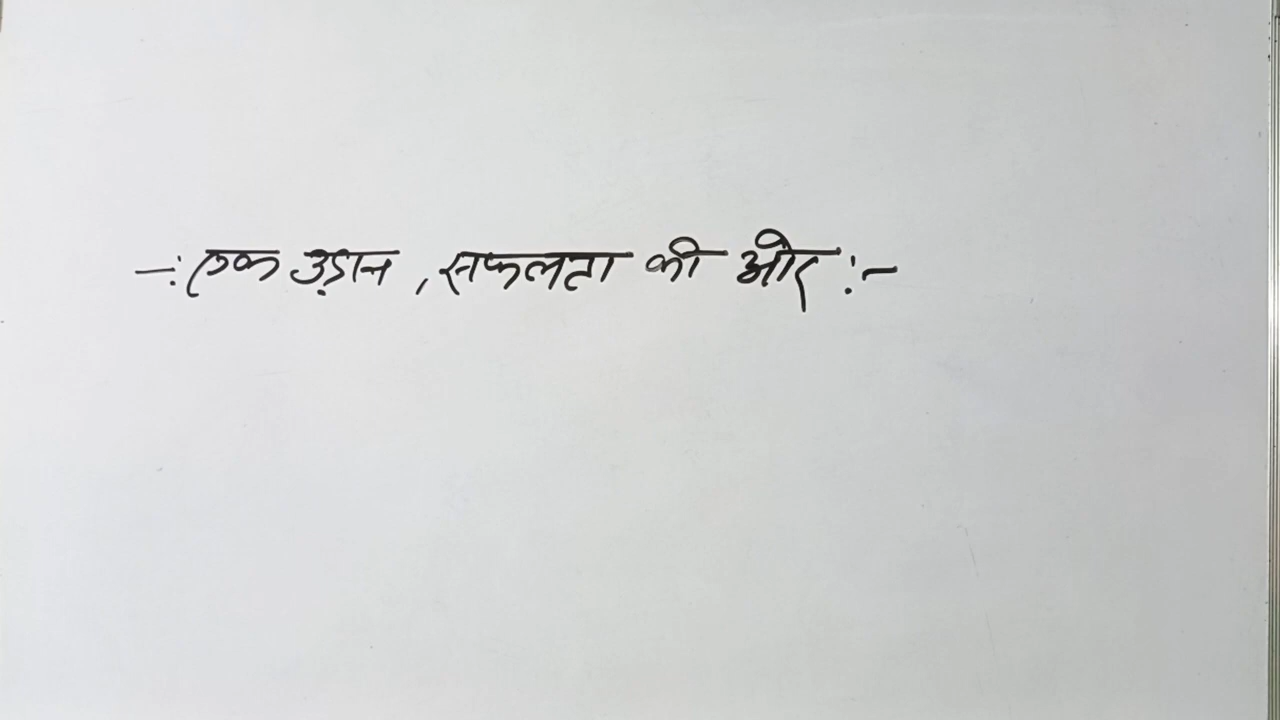 -: एक उड़ान , सफलता की ओर :-